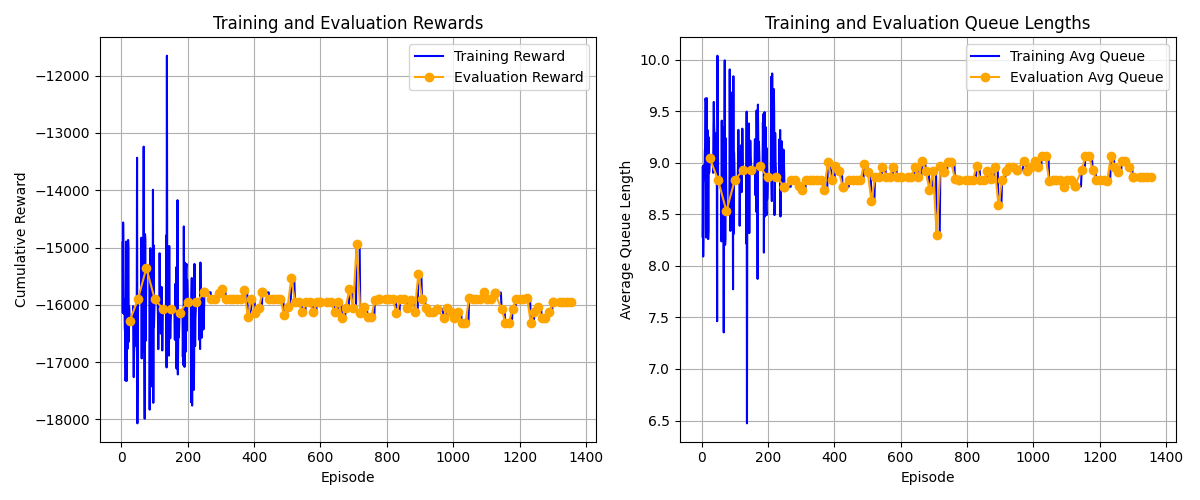 Training and Evaluation Rewards
Training Reward
Evaluation Reward
Cumulative Reward
−12000
−13000
−14000
−15000
−16000
−17000
−18000
0 200 400 600 800 1000 1200 1400
Episode
Training and Evaluation Queue Lengths
Training Avg Queue
Evaluation Avg Queue
Average Queue Length
10.0
9.5
9.0
8.5
8.0
7.5
7.0
6.5
0 200 400 600 800 1000 1200 1400
Episode